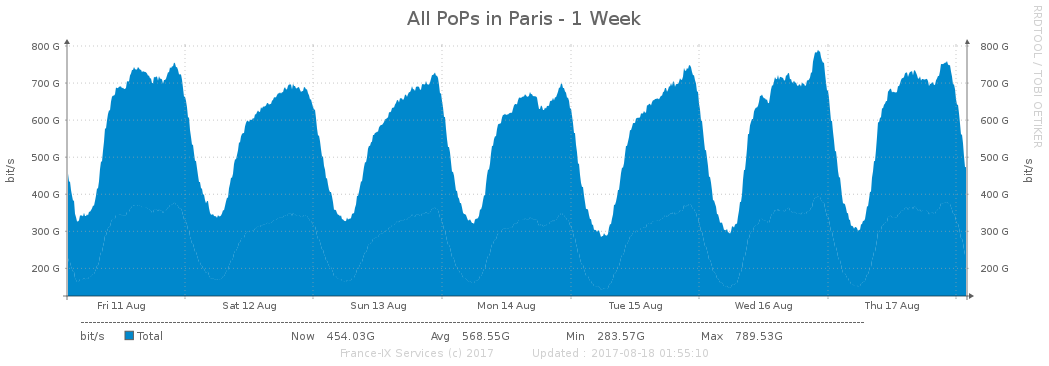 All PoPs in Paris - 1 Week
RRDTOOL / TOBI OETIKER
bit/s
800 G 800 G
700 G 700 G
600 G 600 G
500 G 500 G
400 G 400 G
300 G 300 G
200 G 200 G
bit/s
Fri 11 Aug Sat 12 Aug Sun 13 Aug Mon 14 Aug Tue 15 Aug Wed 16 Aug Thu 17 Aug
bit/s Total Now 454.03G Avg 568.55G Min 283.57G Max 789.53G
France-IX Services (c) 2017 Updated : 2017-08-18 01:55:10